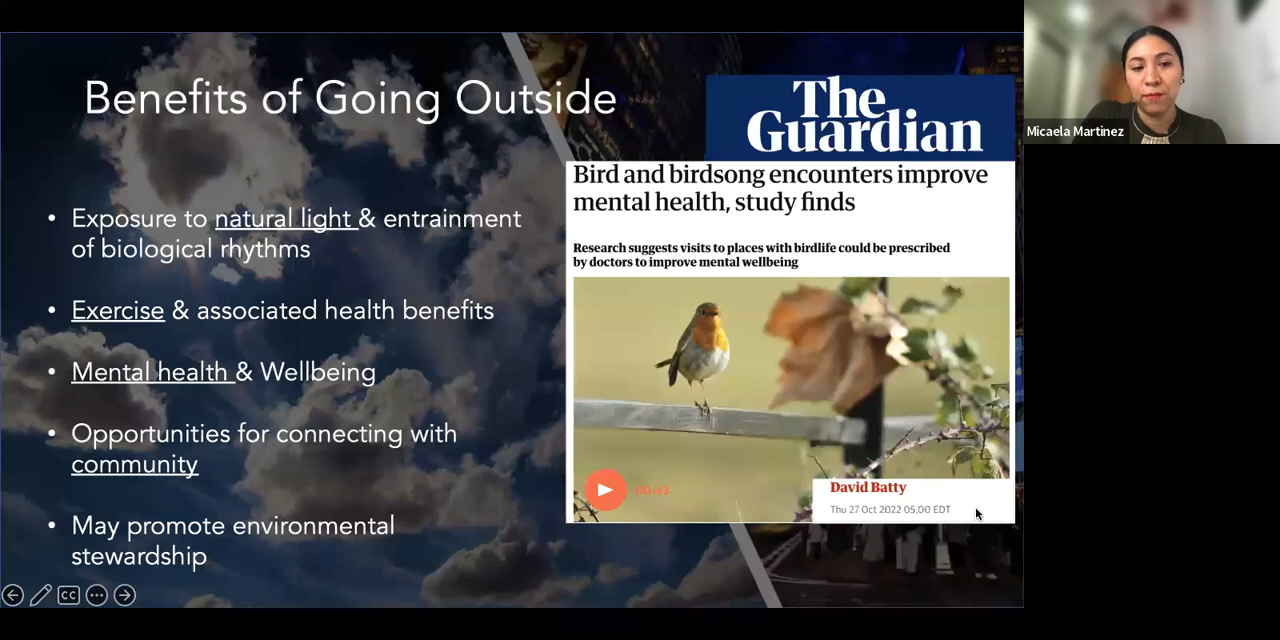 Benefits of Going Outside
• Exposure to natural light & entrainment
of biological rhythms
• Exercise & associated health benefits
• Mental health & Wellbeing
• Opportunities for connecting with
community
• May promote environmental
stewardship
The
Guardian
Bird and birdsong encounters improve
mental health, study finds
Research suggests visits to places with birdlife could be prescribed
by doctors to improve mental wellbeing
00:43
David Batty
Thu 27 Oct 2022 05.00 EDT
CC
Micaela Martinez